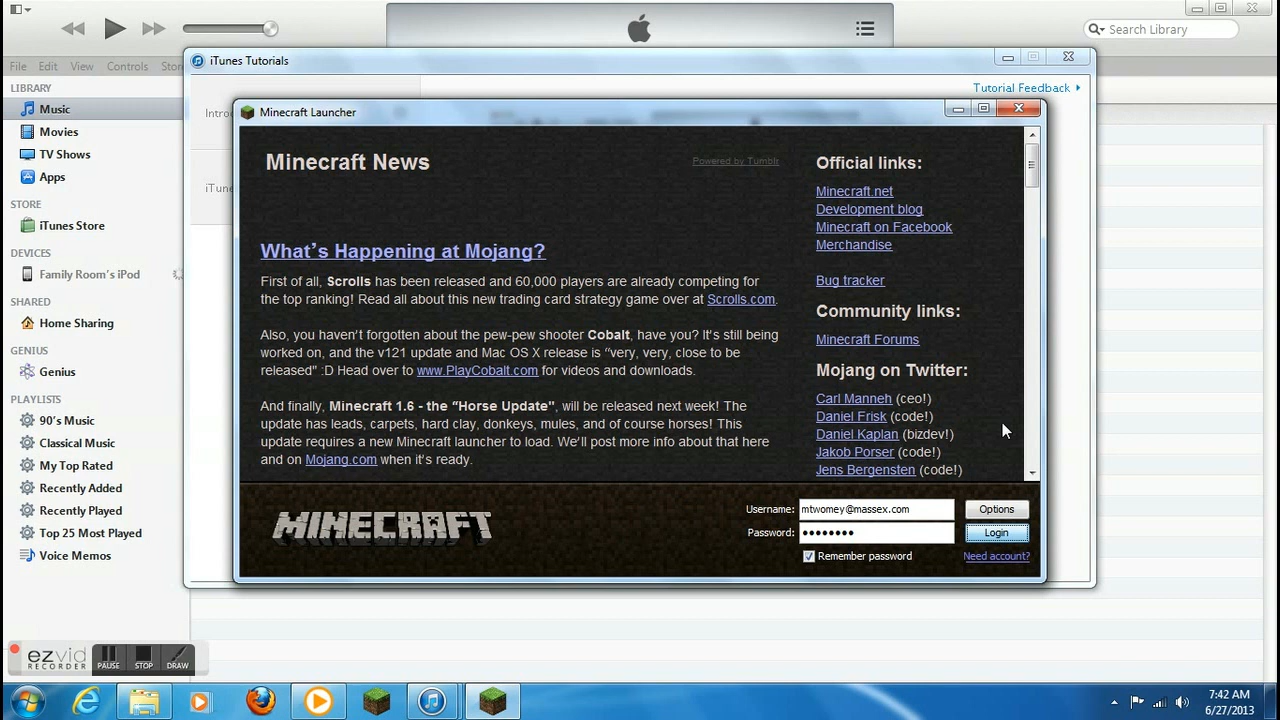 Search Library
File Edit View Controls Stor
iTunes Tutorials
Tutorial Feedback
LIBRARY
Music
Movies
TV Shows
Apps
STORE
iTunes Store
DEVICES
Family Room's iPod
SHARED
Home Sharing
GENIUS
Genius
PLAYLISTS
90's Music
Classical Music
My Top Rated
Recently Added
Recently Played
Top 25 Most Played
Voice Memos
Minecraft Launcher
Minecraft News
Powered by Tumblr
What's Happening at Mojang?
First of all, Scrolls has been released and 60,000 players are already competing for
the top ranking! Read all about this new trading card strategy game over at Scrolls.com.
Also, you haven't forgotten about the pew-pew shooter Cobalt, have you? It's still being
worked on, and the v121 update and Mac OS X release is "very, very, close to be
released" :D Head over to www.PlayCobalt.com for videos and downloads.
And finally, Minecraft 1.6 - the "Horse Update", will be released next week! The
update has leads, carpets, hard clay, donkeys, mules, and of course horses! This
update requires a new Minecraft launcher to load. We'll post more info about that here
and on Mojang.com when it's ready.
Official links:
Minecraft.net
Development blog
Minecraft on Facebook
Merchandise
Bug tracker
Community links:
Minecraft Forums
Mojang on Twitter:
Carl Manneh (ceo!)
Daniel Frisk (code!)
Daniel Kaplan (bizdev!)
Jakob Porser (code!)
Jens Bergensten (code!)
MINECRAFT
Username: mtwomey@massex.com Options
Password: ●●●●●●●● Login
Remember password Need account?
ezvid
RECORDER
PAUSE STOP DRAW
7:42 AM
6/27/2013